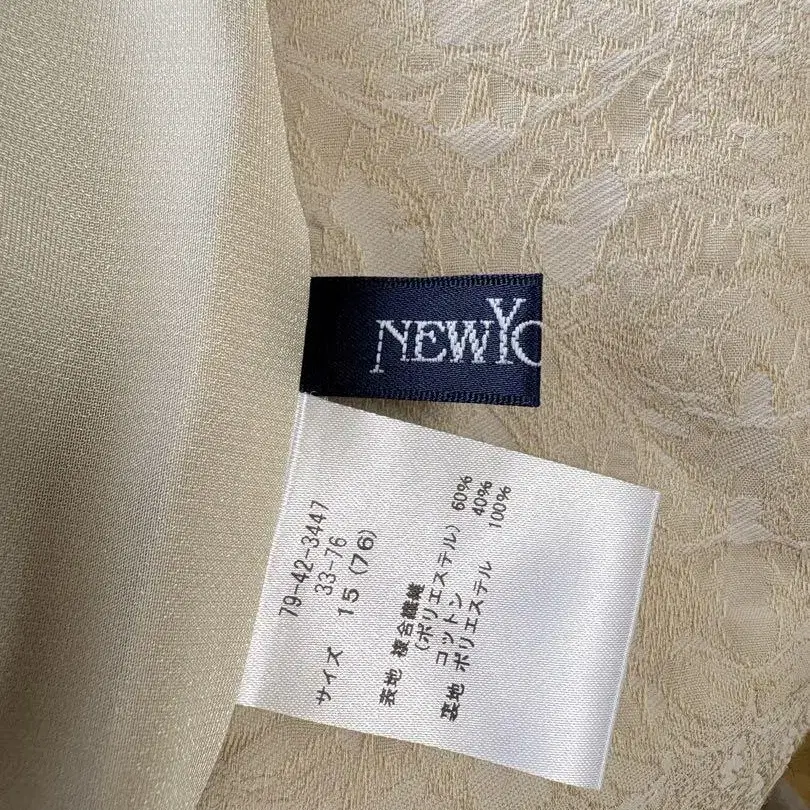 NEWYO
79-42-3447
33-76
サイズ 15 (76)
表地 複合繊維
(ポリエステル) 60%
コットン 40%
裏地 ポリエステル 100%